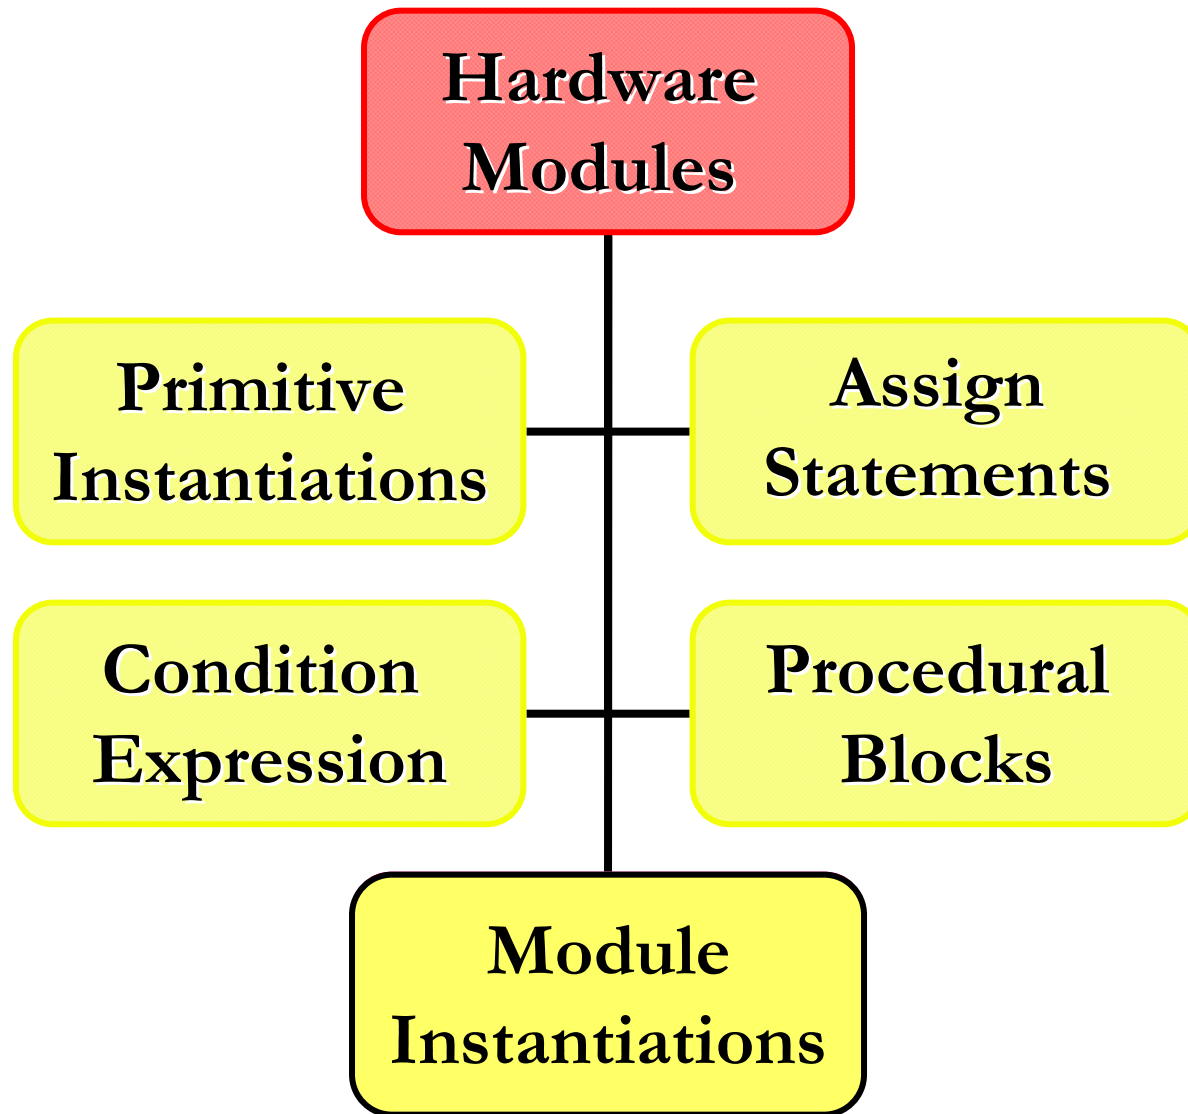 Hardware
Modules
Primitive
Instantiations
Assign
Statements
Condition
Expression
Procedural
Blocks
Module
Instantiations